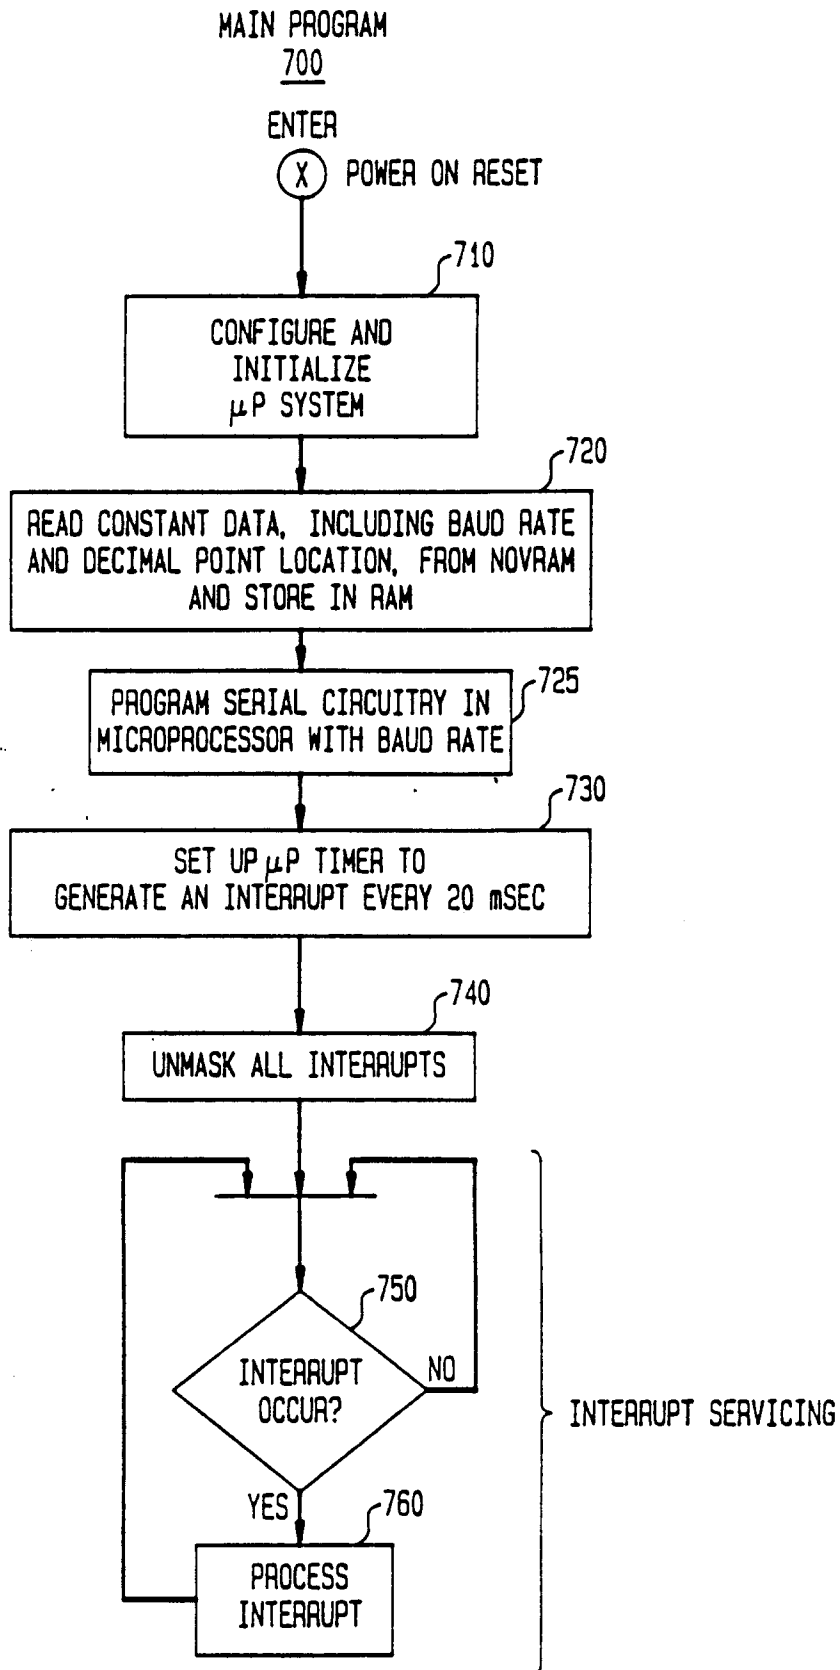 MAIN PROGRAM
700
ENTER
X POWER ON RESET
710
CONFIGURE AND
INITIALIZE
μP SYSTEM
720
READ CONSTANT DATA, INCLUDING BAUD RATE
AND DECIMAL POINT LOCATION, FROM NOVRAM
AND STORE IN RAM
725
PROGRAM SERIAL CIRCUITRY IN
MICROPROCESSOR WITH BAUD RATE
730
SET UP μP TIMER TO
GENERATE AN INTERRUPT EVERY 20 mSEC
740
UNMASK ALL INTERRUPTS
750
INTERRUPT
OCCUR?
NO
INTERRUPT SERVICING
YES
760
PROCESS
INTERRUPT